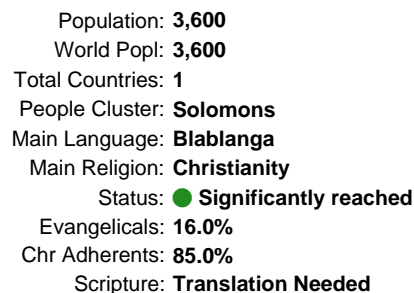 Population: 3,600
World Popl: 3,600
Total Countries: 1
People Cluster: Solomons
Main Language: Blablanga
Main Religion: Christianity
Status: Significantly reached
Evangelicals: 16.0%
Chr Adherents: 85.0%
Scripture: Translation Needed